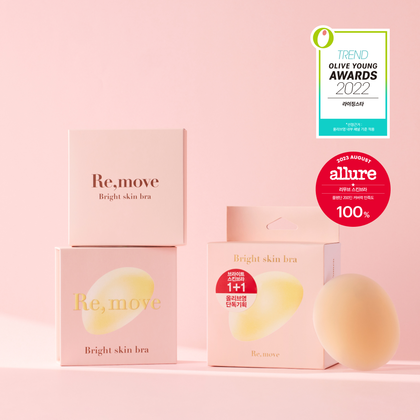 TREND
OLIVE YOUNG
AWARDS
2022
라이징스타
2023 AUGUST
allure
리무브 스킨브라
100%
Re,move
Bright skin bra
Re,move
Bright skin bra
Bright skin bra
브라이트
스킨브라
1+1
올리브영
단독기획
Re,move